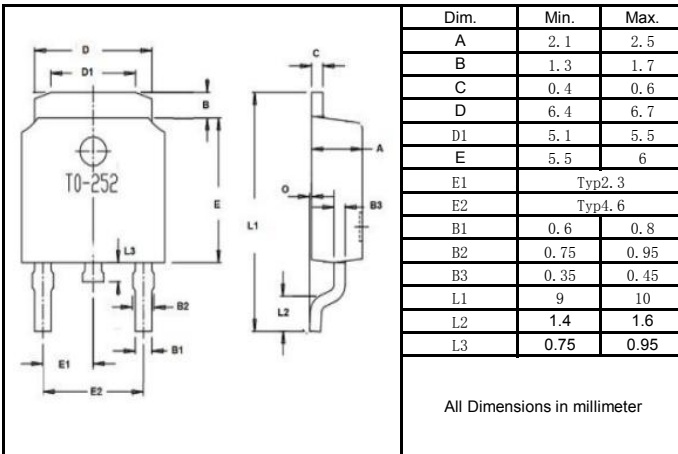 D
D1
B
TO-252
E
L3
B2
B1
E1
E2
C
A
O
B3
L1
L2
Dim. Min. Max.
A 2.1 2.5
B 1.3 1.7
C 0.4 0.6
D 6.4 6.7
D1 5.1 5.5
E 5.5 6
E1 Typ2.3
E2 Typ4.6
B1 0.6 0.8
B2 0.75 0.95
B3 0.35 0.45
L1 9 10
L2 1.4 1.6
L3 0.75 0.95
All Dimensions in millimeter